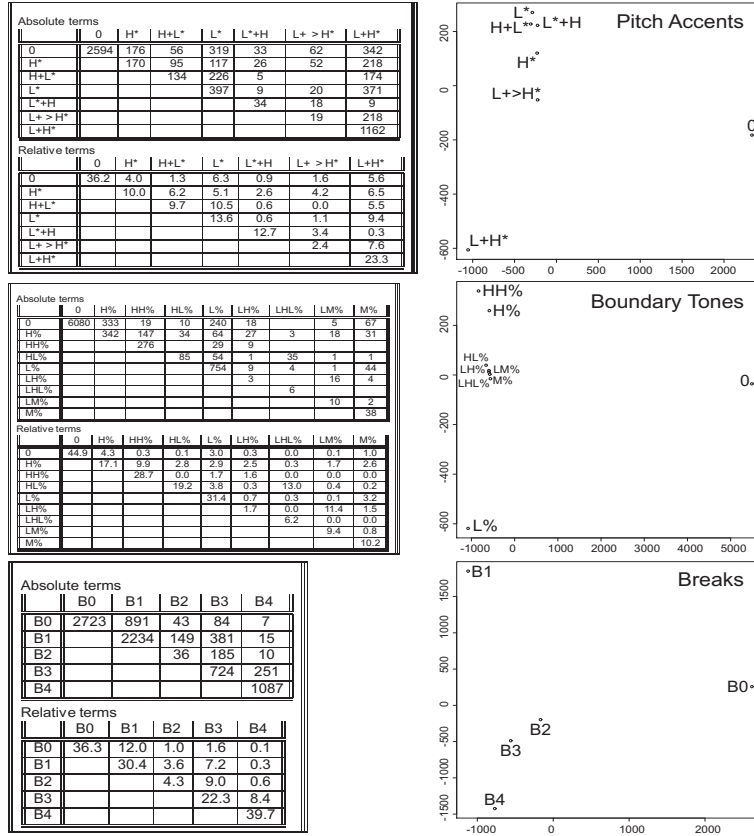 Absolute terms
0 H* H+L* L* L*+H L+ >H* L+H*
0 2594 176 56 319 33 62 342
H* 170 95 117 26 52 218
H+L* 134 226 5 174
L* 397 9 20 371
L*+H 34 18 9
L+ >H* 19 218
L+H* 1162
Relative terms
0 H* H+L* L* L*+H L+ >H* L+H*
0 36.2 4.0 1.3 6.3 0.9 1.6 5.6
H* 10.0 6.2 5.1 2.6 4.2 6.5
H+L* 9.7 10.5 0.6 0.0 5.5
L* 13.6 0.6 1.1 9.4
L*+H 12.7 3.4 0.3
L+ >H* 2.4 7.6
L+H* 23.3
Pitch Accents
L*
H+L* L*+H
H*
L+>H*
0
L+H*
200
0
-200
-400
-600
-1000 -500 0 500 1000 1500 2000
Absolute terms
0 H% HH% HL% L% LH% LHL% LM% M%
0 6080 333 19 10 240 18 5 67
H% 342 147 34 64 27 3 18 31
HH% 276 29 9
HL% 85 54 1 35 1 1
L% 754 9 4 1 44
LH% 3 16 4
LHL% 6
LM% 10 2
M% 38
Relative terms
0 H% HH% HL% L% LH% LHL% LM% M%
0 44.9 4.3 0.3 0.1 3.0 0.3 0.0 0.1 1.0
H% 17.1 9.9 2.8 2.9 2.5 0.3 1.7 2.6
HH% 28.7 0.0 1.7 1.6 0.0 0.0 0.0
HL% 19.2 3.8 0.3 13.0 0.4 0.2
L% 31.4 0.7 0.3 0.1 3.2
LH% 1.7 0.0 11.4 1.5
LHL% 6.2 0.0 0.0
LM% 9.4 0.8
M% 10.2
Boundary Tones
HH%
H%
HL%
LH% LM%
LHL% M%
0
L%
200
0
-200
-400
-600
-1000 0 1000 2000 3000 4000 5000
Absolute terms
B0 B1 B2 B3 B4
B0 2723 891 43 84 7
B1 2234 149 381 15
B2 36 185 10
B3 724 251
B4 1087
Relative terms
B0 B1 B2 B3 B4
B0 36.3 12.0 1.0 1.6 0.1
B1 30.4 3.6 7.2 0.3
B2 4.3 9.0 0.6
B3 22.3 8.4
B4 39.7
Breaks
B1
B0
B2
B3
B4
1500
1000
500
0
-500
-1000
-1500
-1000 0 1000 2000